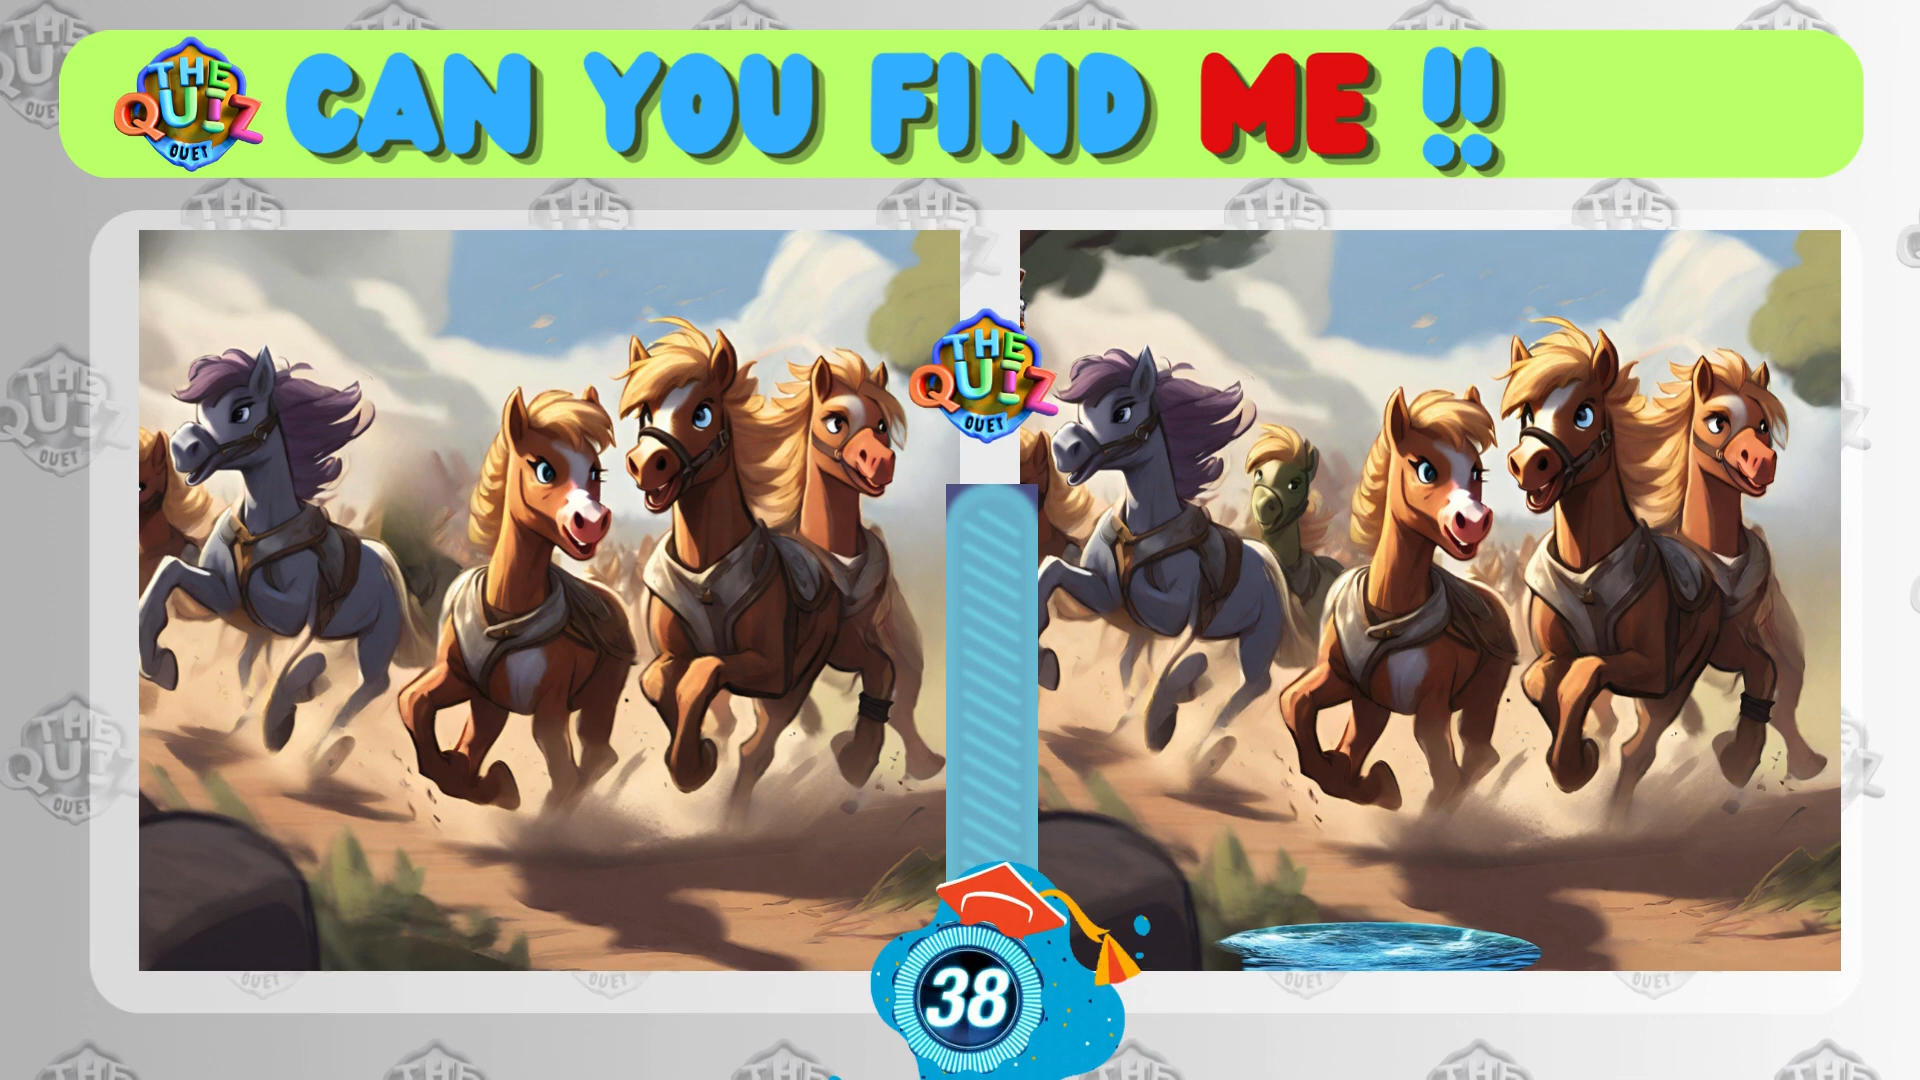 THE
QUIZ
QUET
CAN YOU FIND ME !!
THE
QUIZ
QUET
38